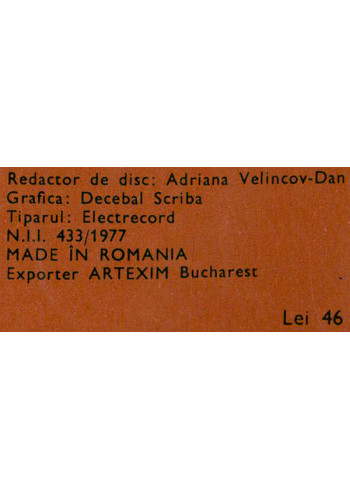 Redactor de disc: Adriana Velincov-Dan
Grafica: Decebal Scriba
Tiparul: Electrecord
N.I.I. 433/1977
MADE ÎN ROMANIA
Exporter ARTEXIM Bucharest
Lei 46